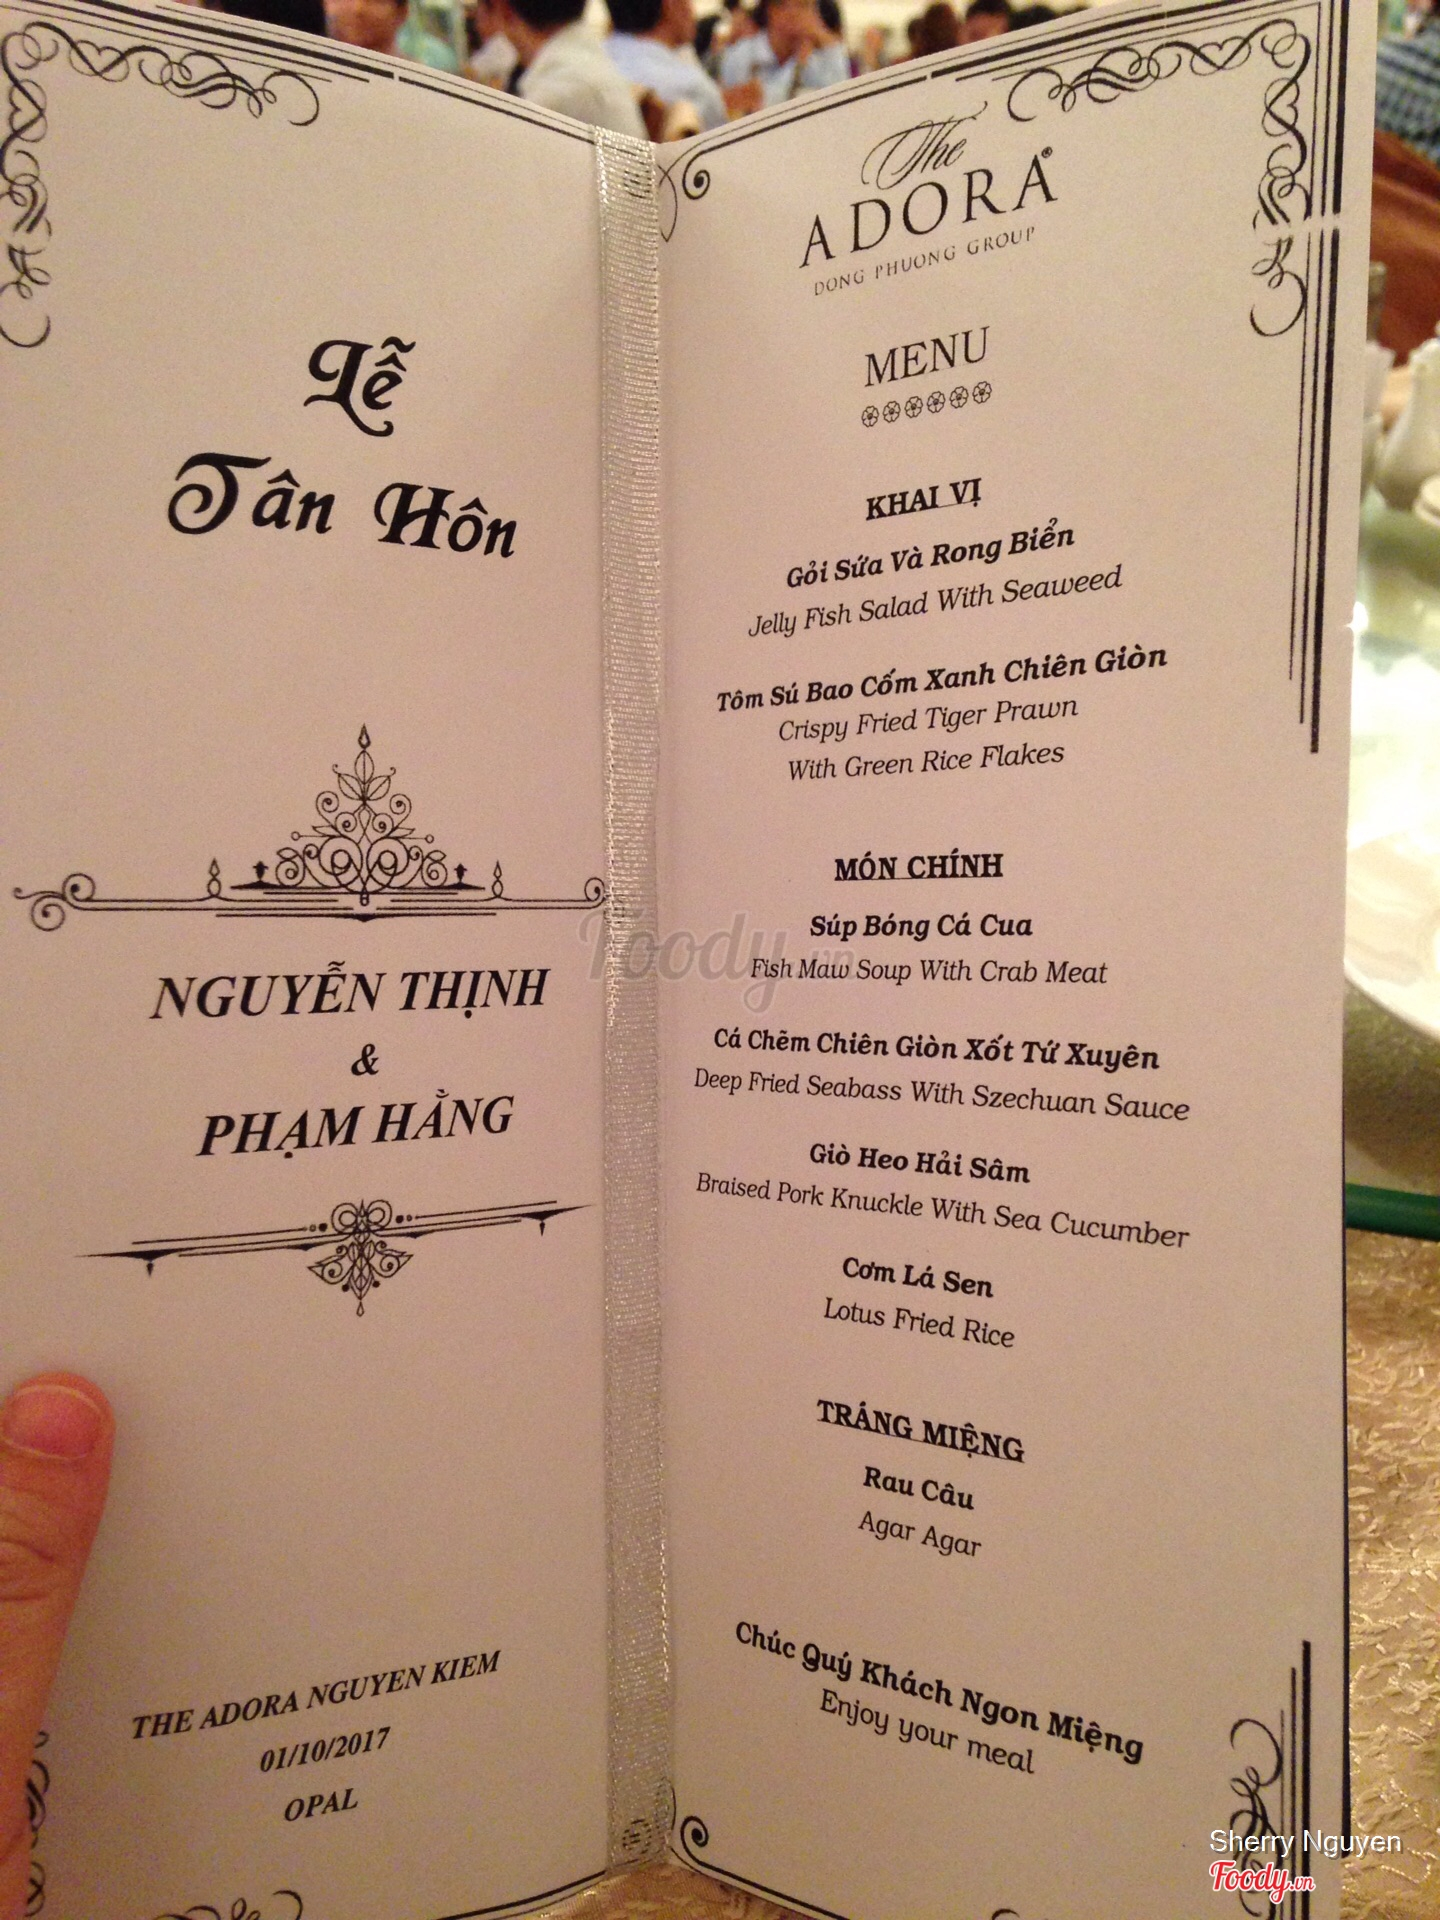 Lễ
Tân Hôn
NGUYỄN THỊNH
&
PHẠM HẰNG
THE ADORA NGUYEN KIEM
01/10/2017
OPAL
The
ADORA®
DONG PHUONG GROUP
MENU
KHAI VỊ
Gỏi Sứa Và Rong Biển
Jelly Fish Salad With Seaweed
Tôm Sú Bao Cốm Xanh Chiên Giòn
Crispy Fried Tiger Prawn
With Green Rice Flakes
MÓN CHÍNH
Súp Bóng Cá Cua
Fish Maw Soup With Crab Meat
Cá Chẽm Chiên Giòn Xốt Tứ Xuyên
Deep Fried Seabass With Szechuan Sauce
Giò Heo Hải Sâm
Braised Pork Knuckle With Sea Cucumber
Cơm Lá Sen
Lotus Fried Rice
TRÁNG MIỆNG
Rau Câu
Agar Agar
Chúc Quý Khách Ngon Miệng
Enjoy your meal
Foody.vn
Sherry Nguyen
Foody.vn